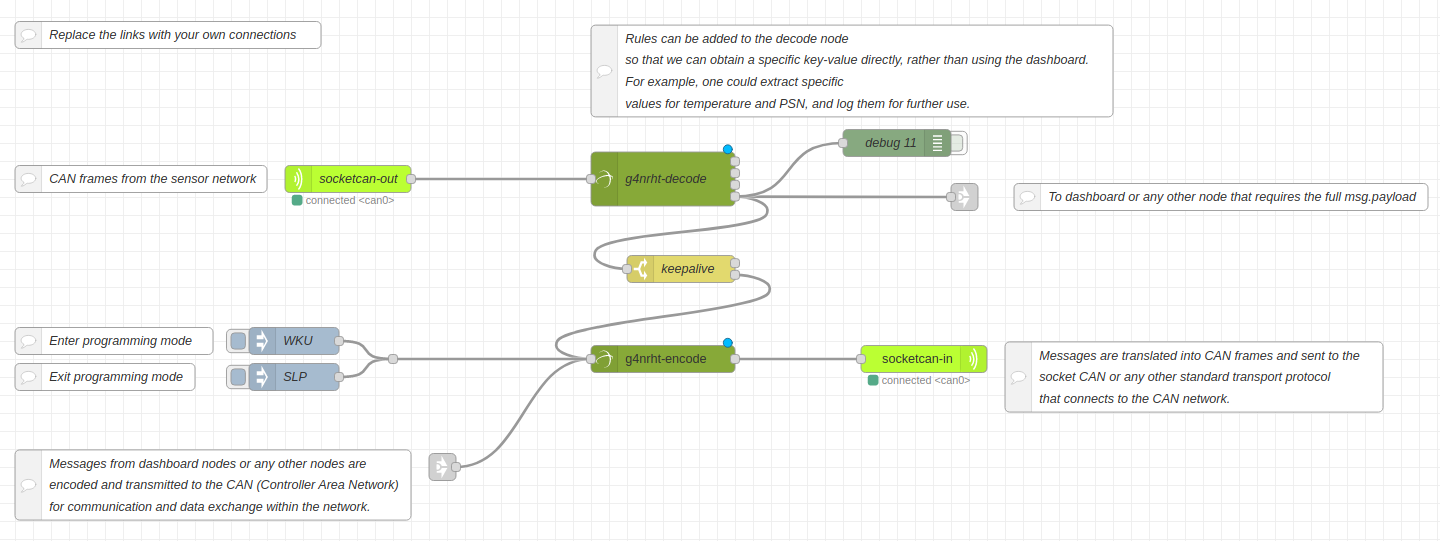 Replace the links with your own connections
Rules can be added to the decode node
so that we can obtain a specific key-value directly, rather than using the dashboard.
For example, one could extract specific
values for temperature and PSN, and log them for further use.
debug 11
CAN frames from the sensor network
socketcan-out
connected <can0>
g4nrht-decode
To dashboard or any other node that requires the full msg.payload
keepalive
Enter programming mode
WKU
Exit programming mode
SLP
g4nrht-encode
socketcan-in
connected <can0>
Messages are translated into CAN frames and sent to the
socket CAN or any other standard transport protocol
that connects to the CAN network.
Messages from dashboard nodes or any other nodes are
encoded and transmitted to the CAN (Controller Area Network)
for communication and data exchange within the network.